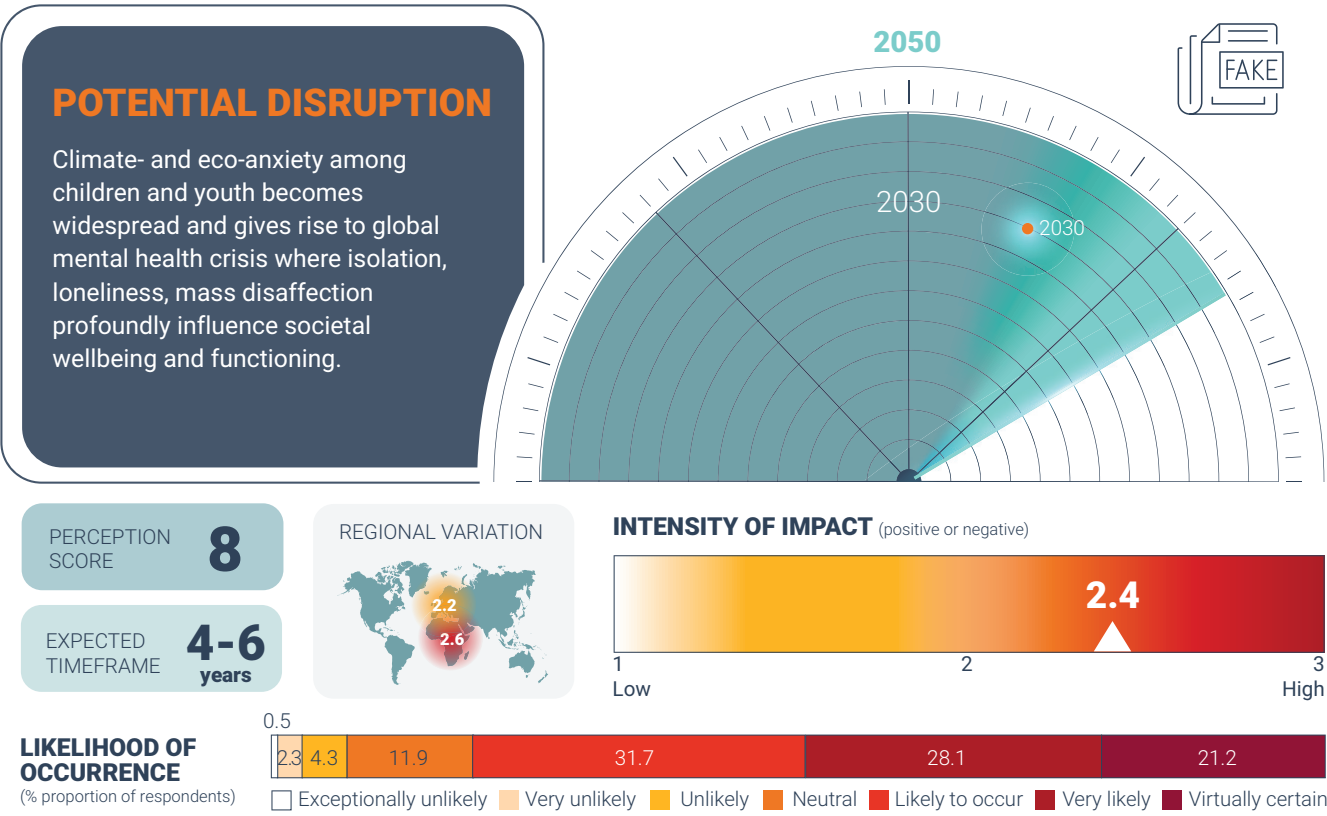 POTENTIAL DISRUPTION
Climate- and eco-anxiety among
children and youth becomes
widespread and gives rise to global
mental health crisis where isolation,
loneliness, mass disaffection
profoundly influence societal
wellbeing and functioning.
2050
2030
2030
FAKE
PERCEPTION
SCORE
8
EXPECTED
TIMEFRAME
4-6
years
REGIONAL VARIATION
2.2
2.6
INTENSITY OF IMPACT (positive or negative)
2.4
1 2 3
Low High
LIKELIHOOD OF
OCCURRENCE
(% proportion of respondents)
0.5
2.3 4.3 11.9 31.7 28.1 21.2
Exceptionally unlikely Very unlikely Unlikely Neutral Likely to occur Very likely Virtually certain